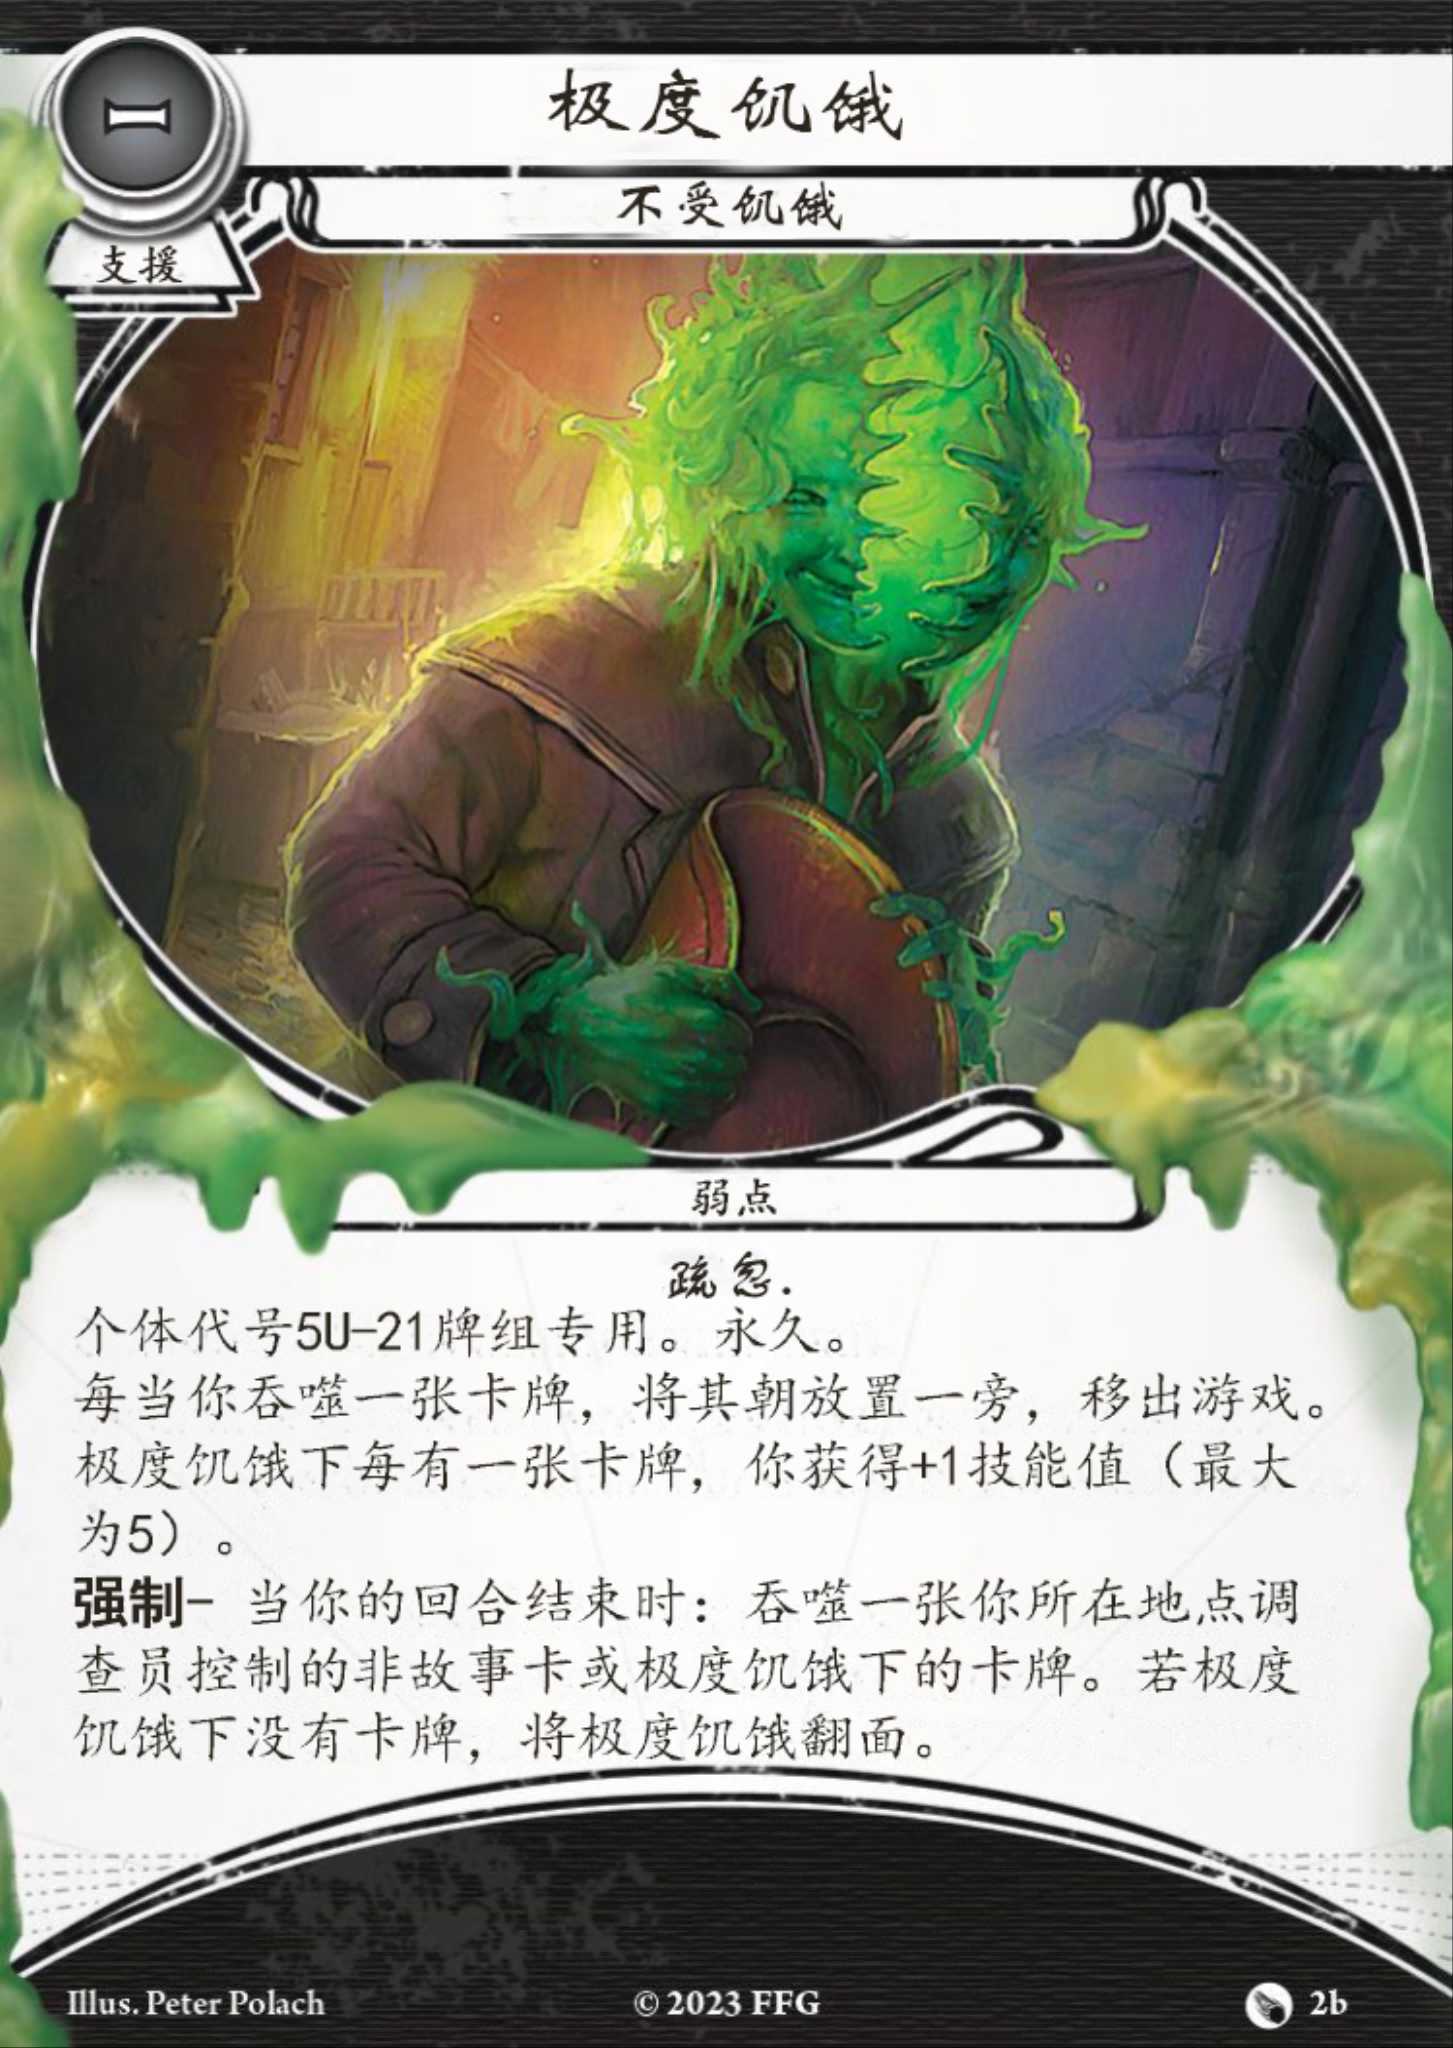 极度饥饿
不受饥饿
支援
弱点
疏忽.
个体代号5U-21牌组专用。永久。
每当你吞噬一张卡牌，将其朝放置一旁，移出游戏。
极度饥饿下每有一张卡牌，你获得+1技能值（最大
为5）。
强制- 当你的回合结束时：吞噬一张你所在地点调
查员控制的非故事卡或极度饥饿下的卡牌。若极度
饥饿下没有卡牌，将极度饥饿翻面。
Illus. Peter Polach
© 2023 FFG
2b